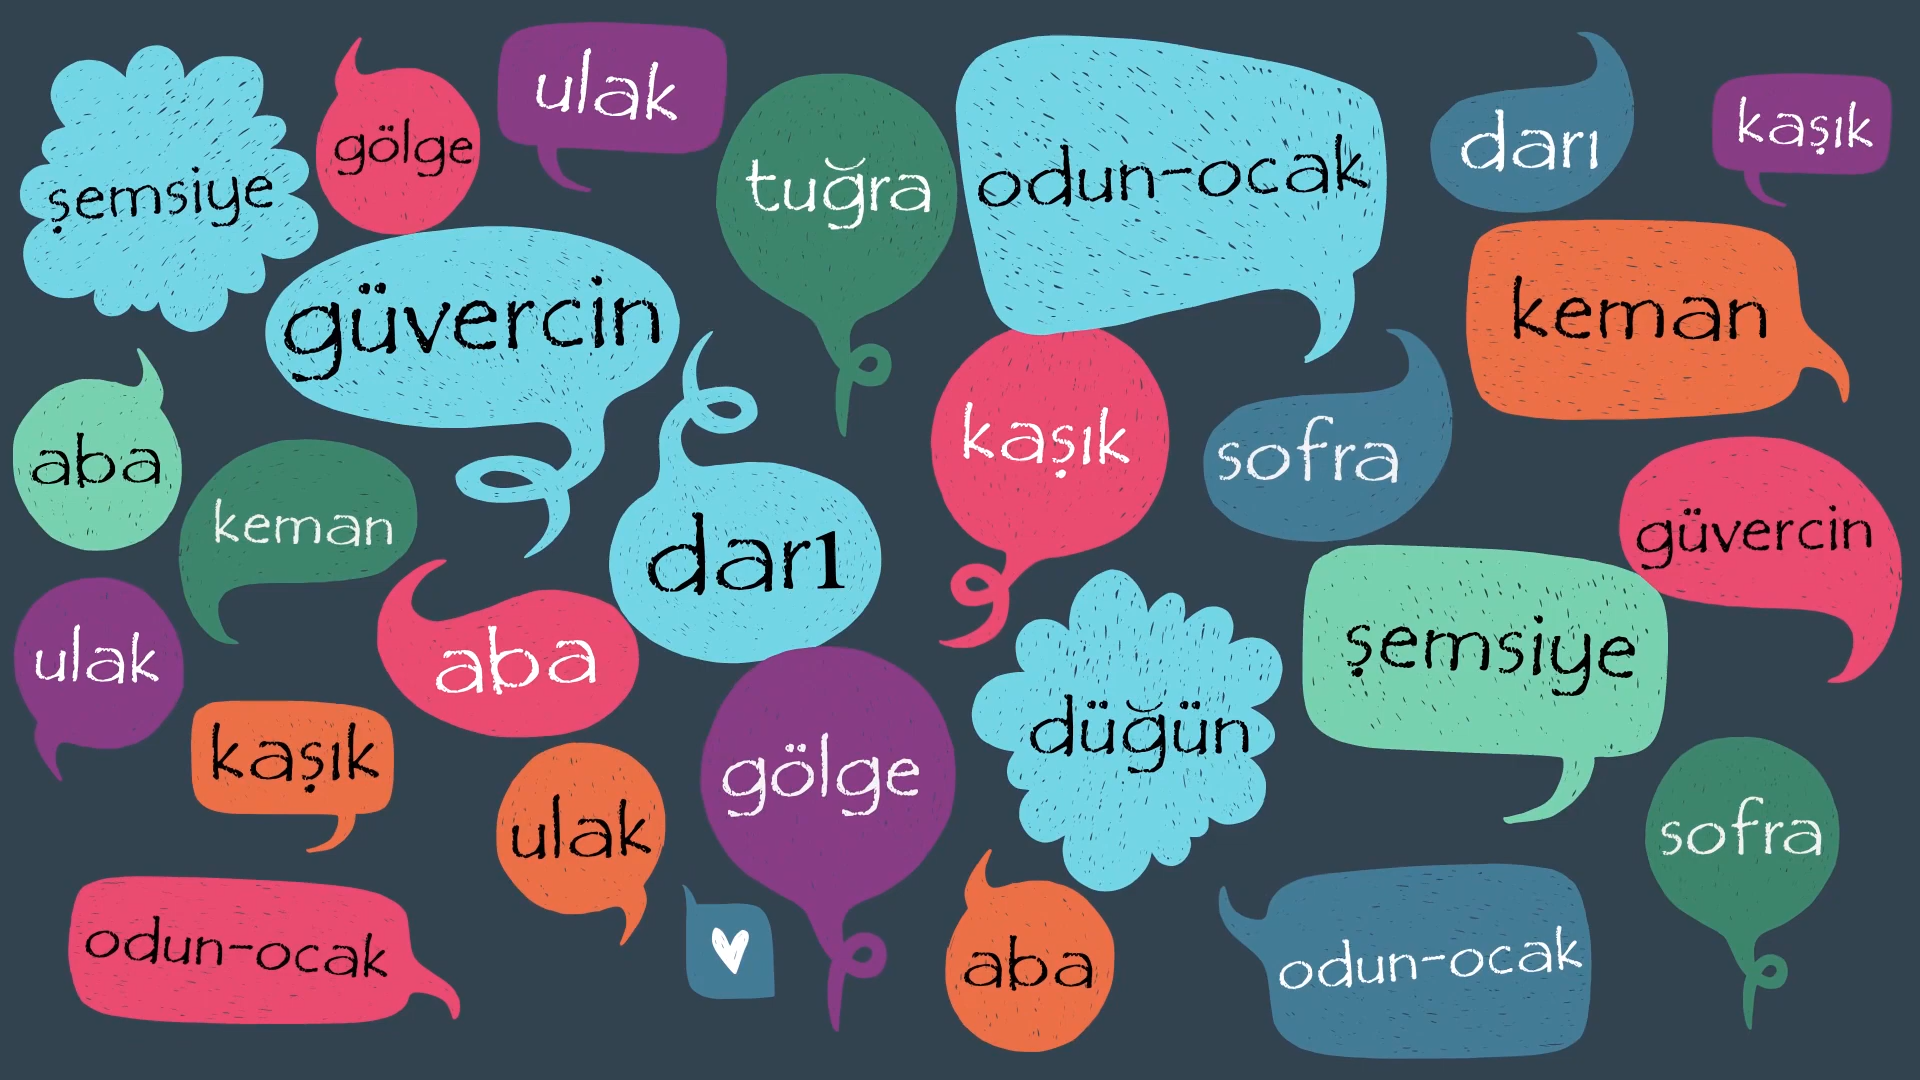 şemsiye
gölge
ulak
tuğra
odun-ocak
darı
kaşık
güvercin
keman
aba
keman
darı
kaşık
sofra
güvercin
ulak
aba
şemsiye
kaşık
ulak
gölge
düğün
sofra
odun-ocak
aba
odun-ocak